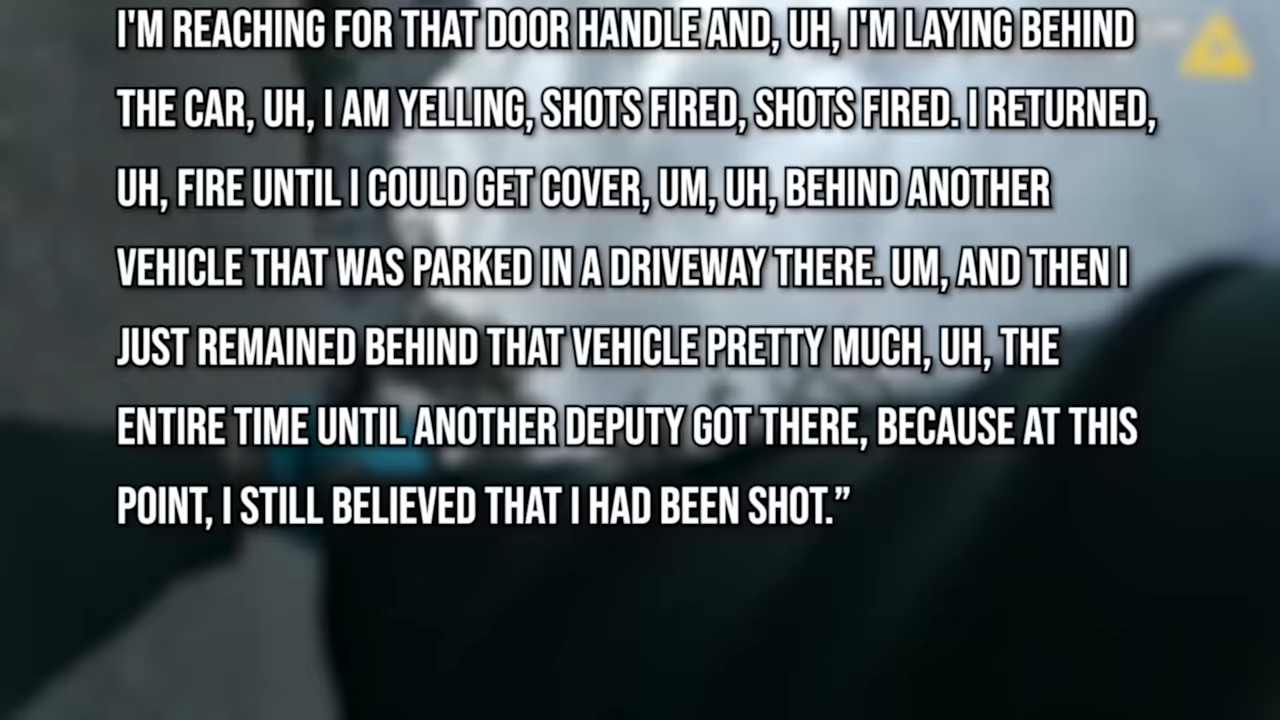 I'M REACHING FOR THAT DOOR HANDLE AND, UH, I'M LAYING BEHIND
THE CAR, UH, I AM YELLING, SHOTS FIRED, SHOTS FIRED. I RETURNED,
UH, FIRE UNTIL I COULD GET COVER, UM, UH, BEHIND ANOTHER
VEHICLE THAT WAS PARKED IN A DRIVEWAY THERE. UM, AND THEN I
JUST REMAINED BEHIND THAT VEHICLE PRETTY MUCH, UH, THE
ENTIRE TIME UNTIL ANOTHER DEPUTY GOT THERE, BECAUSE AT THIS
POINT, I STILL BELIEVED THAT I HAD BEEN SHOT.”